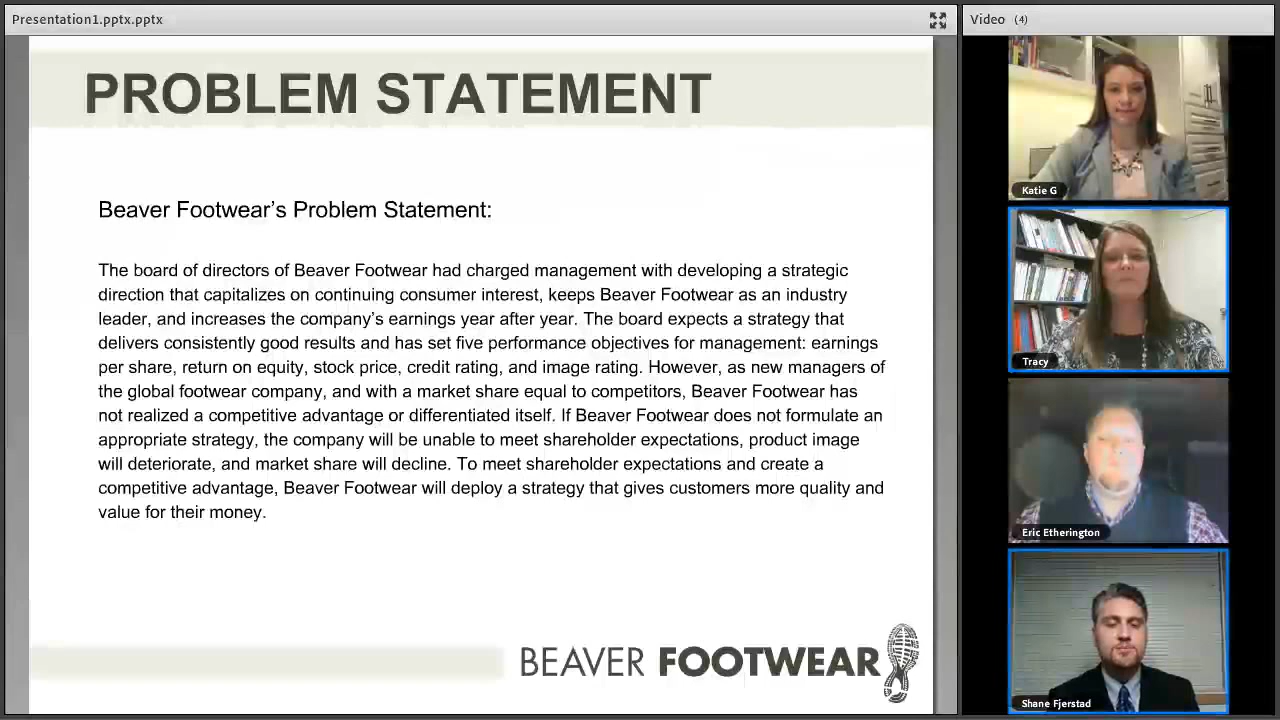 Presentation1.pptx.pptx
Video (4)
PROBLEM STATEMENT
Beaver Footwear’s Problem Statement:
The board of directors of Beaver Footwear had charged management with developing a strategic
direction that capitalizes on continuing consumer interest, keeps Beaver Footwear as an industry
leader, and increases the company’s earnings year after year. The board expects a strategy that
delivers consistently good results and has set five performance objectives for management: earnings
per share, return on equity, stock price, credit rating, and image rating. However, as new managers of
the global footwear company, and with a market share equal to competitors, Beaver Footwear has
not realized a competitive advantage or differentiated itself. If Beaver Footwear does not formulate an
appropriate strategy, the company will be unable to meet shareholder expectations, product image
will deteriorate, and market share will decline. To meet shareholder expectations and create a
competitive advantage, Beaver Footwear will deploy a strategy that gives customers more quality and
value for their money.
BEAVER FOOTWEAR
Katie G
Tracy
Eric Etherington
Shane Fjerstad